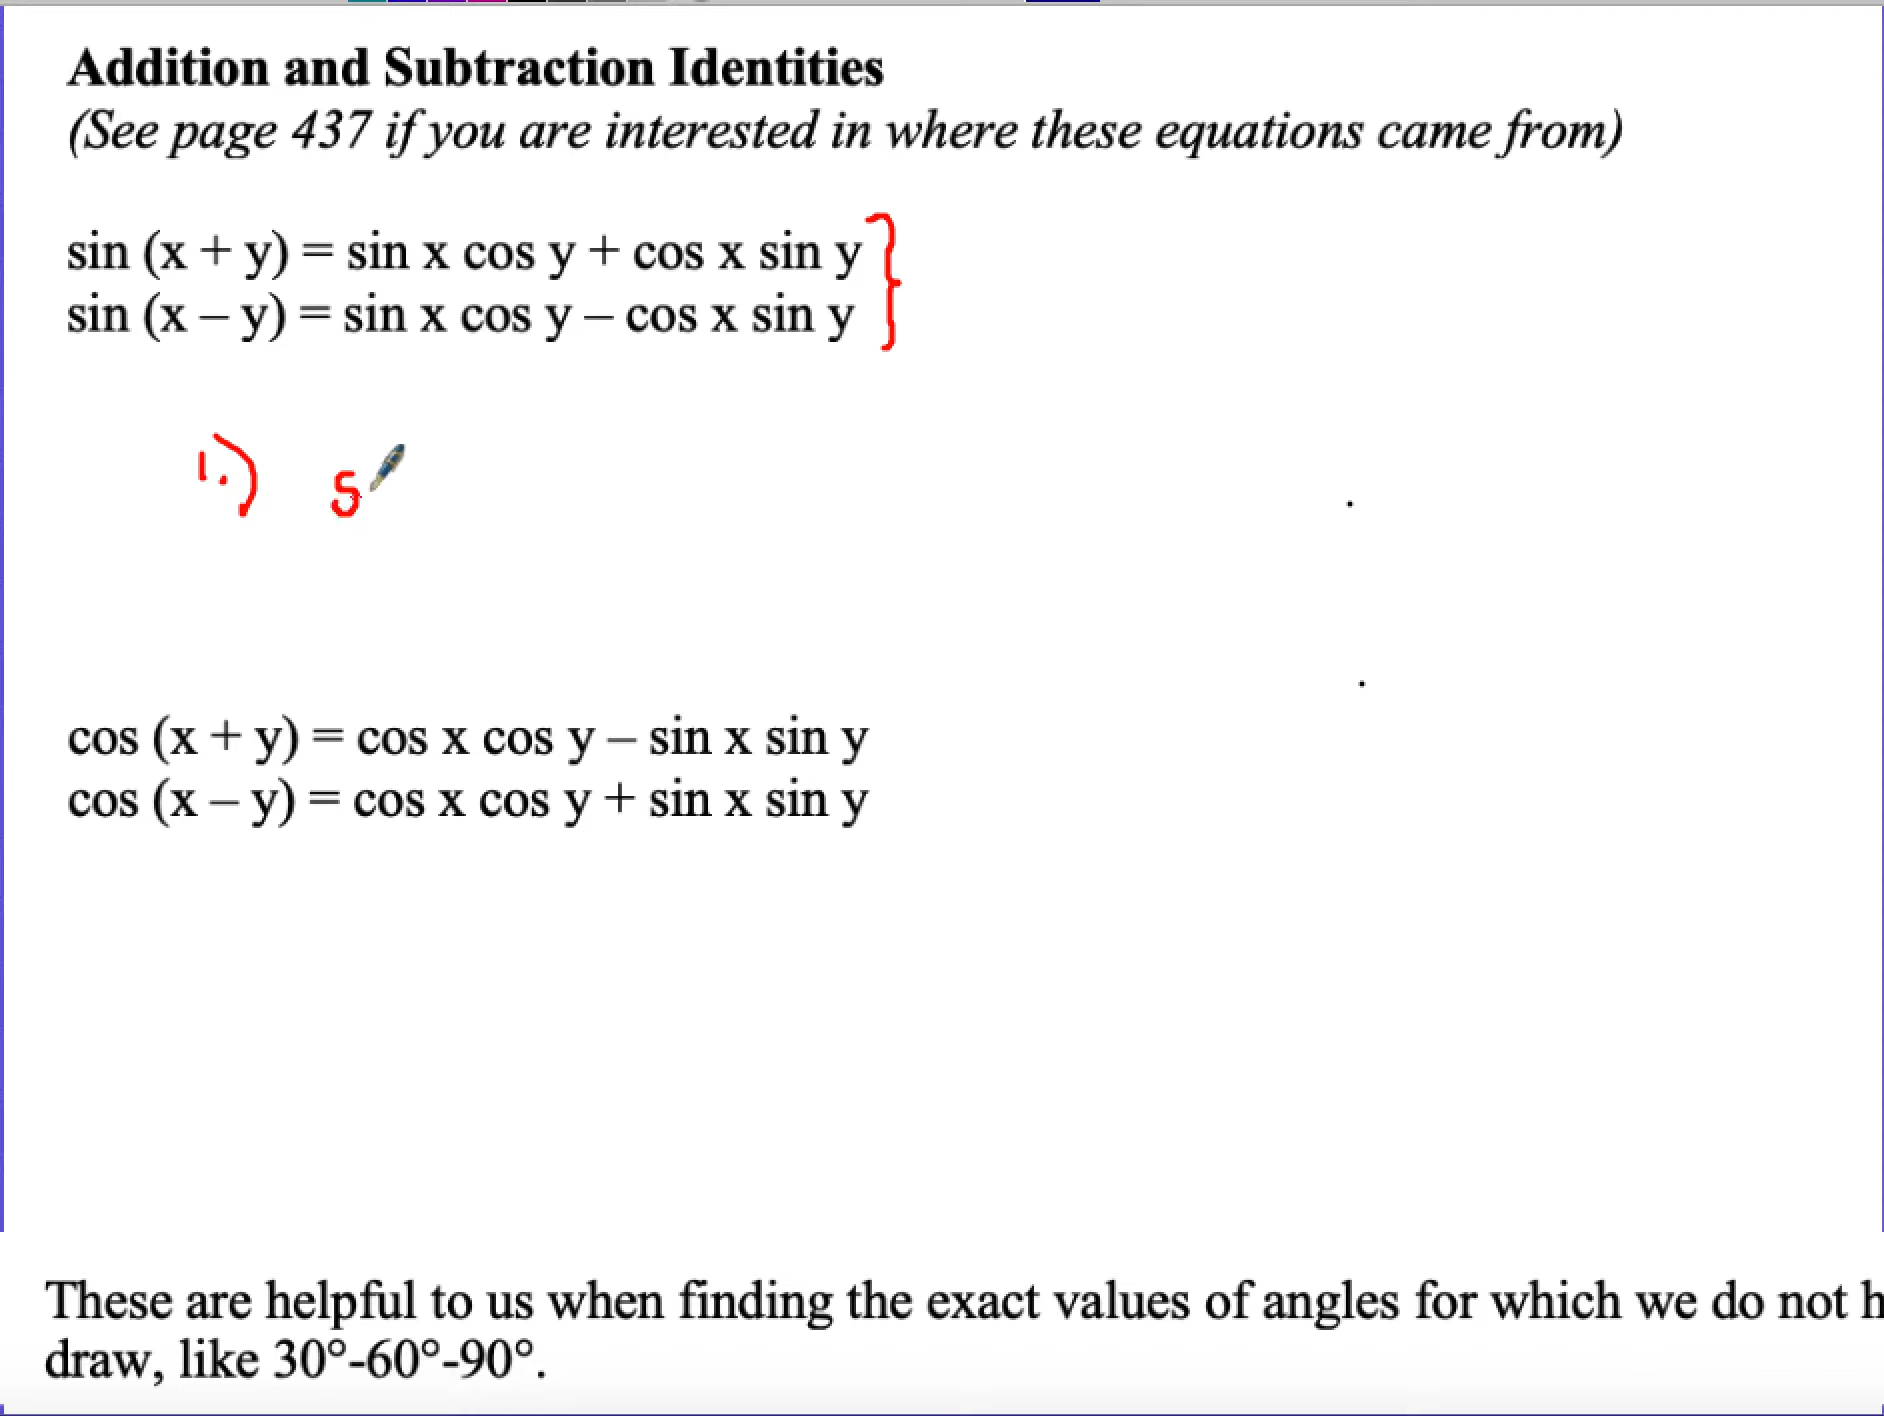 Addition and Subtraction Identities
(See page 437 if you are interested in where these equations came from)
sin (x + y) = sin x cos y + cos x sin y
sin (x – y) = sin x cos y – cos x sin y
1.) s
cos (x + y) = cos x cos y – sin x sin y
cos (x – y) = cos x cos y + sin x sin y
These are helpful to us when finding the exact values of angles for which we do not h
draw, like 30°-60°-90°.